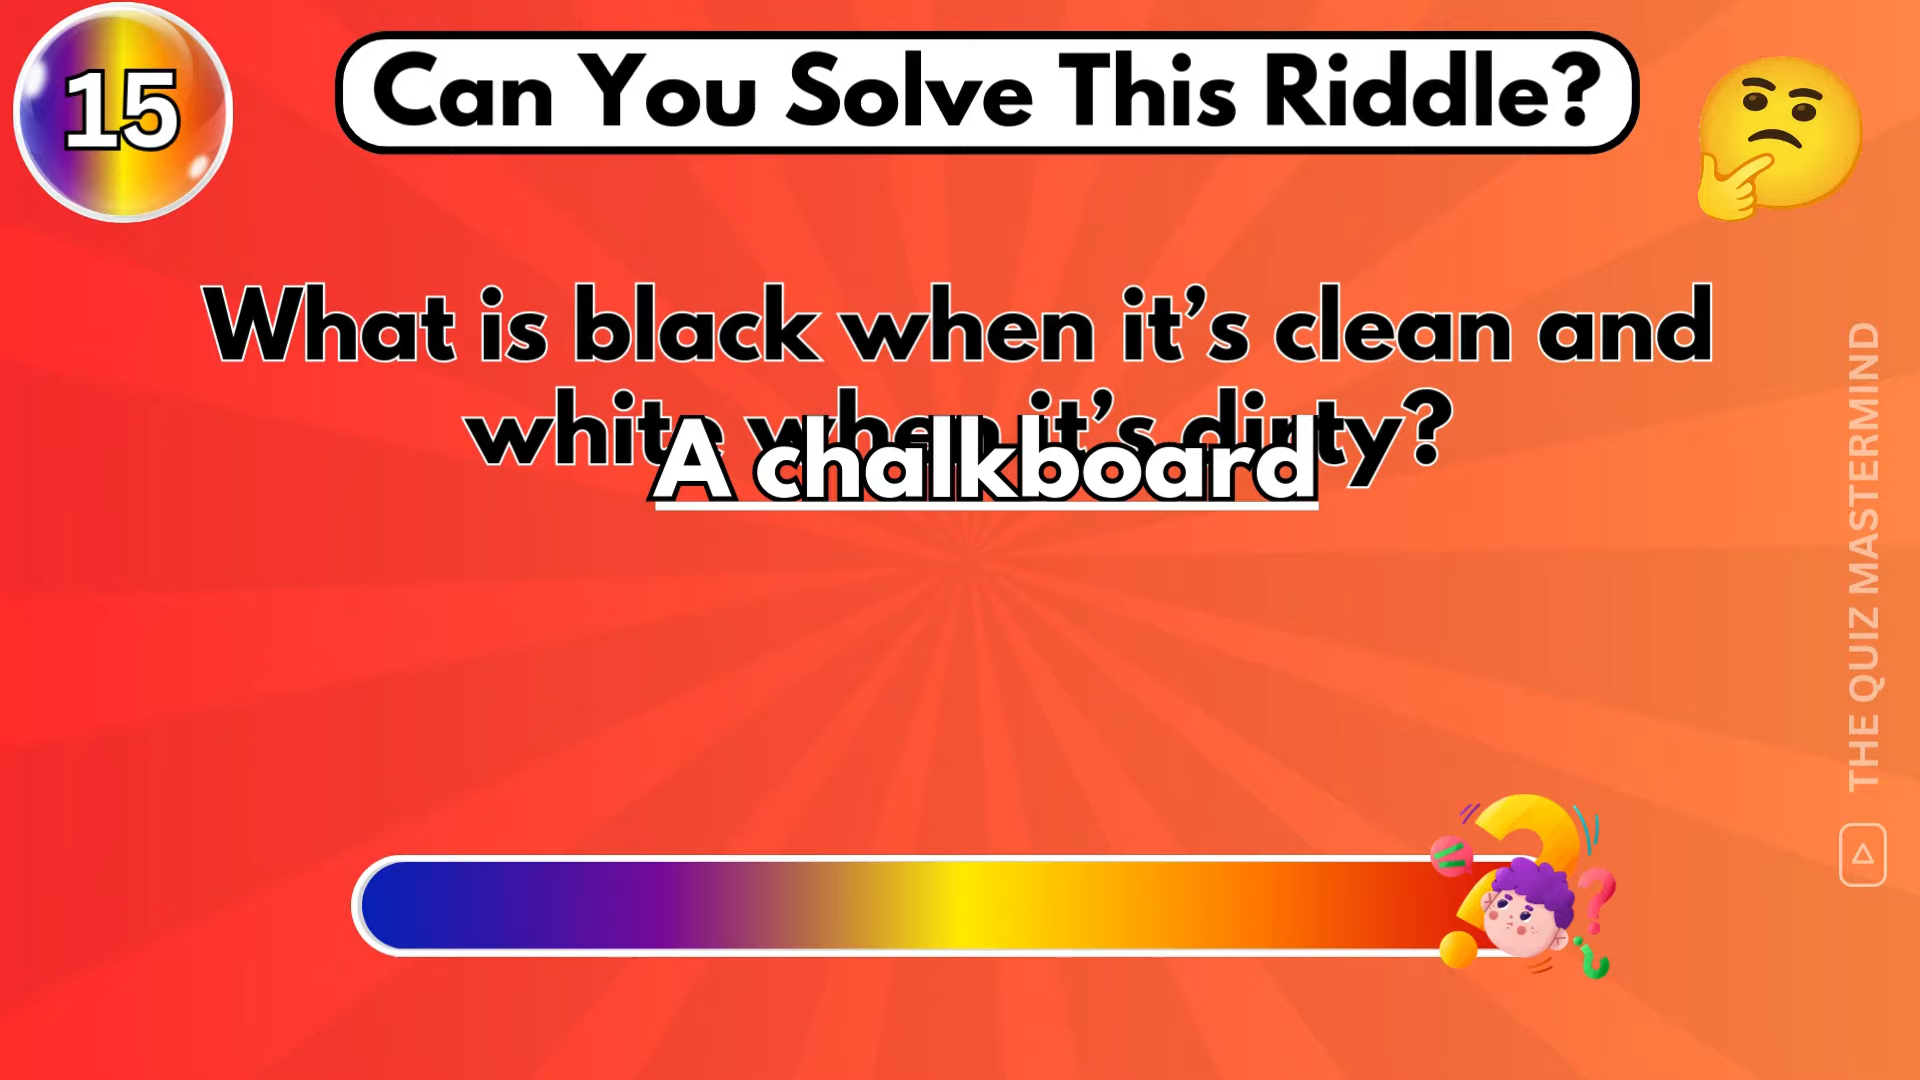 15
Can You Solve This Riddle?
What is black when it’s clean and
white when it’s dirty?
A chalkboard
THE QUIZ MASTERMIND